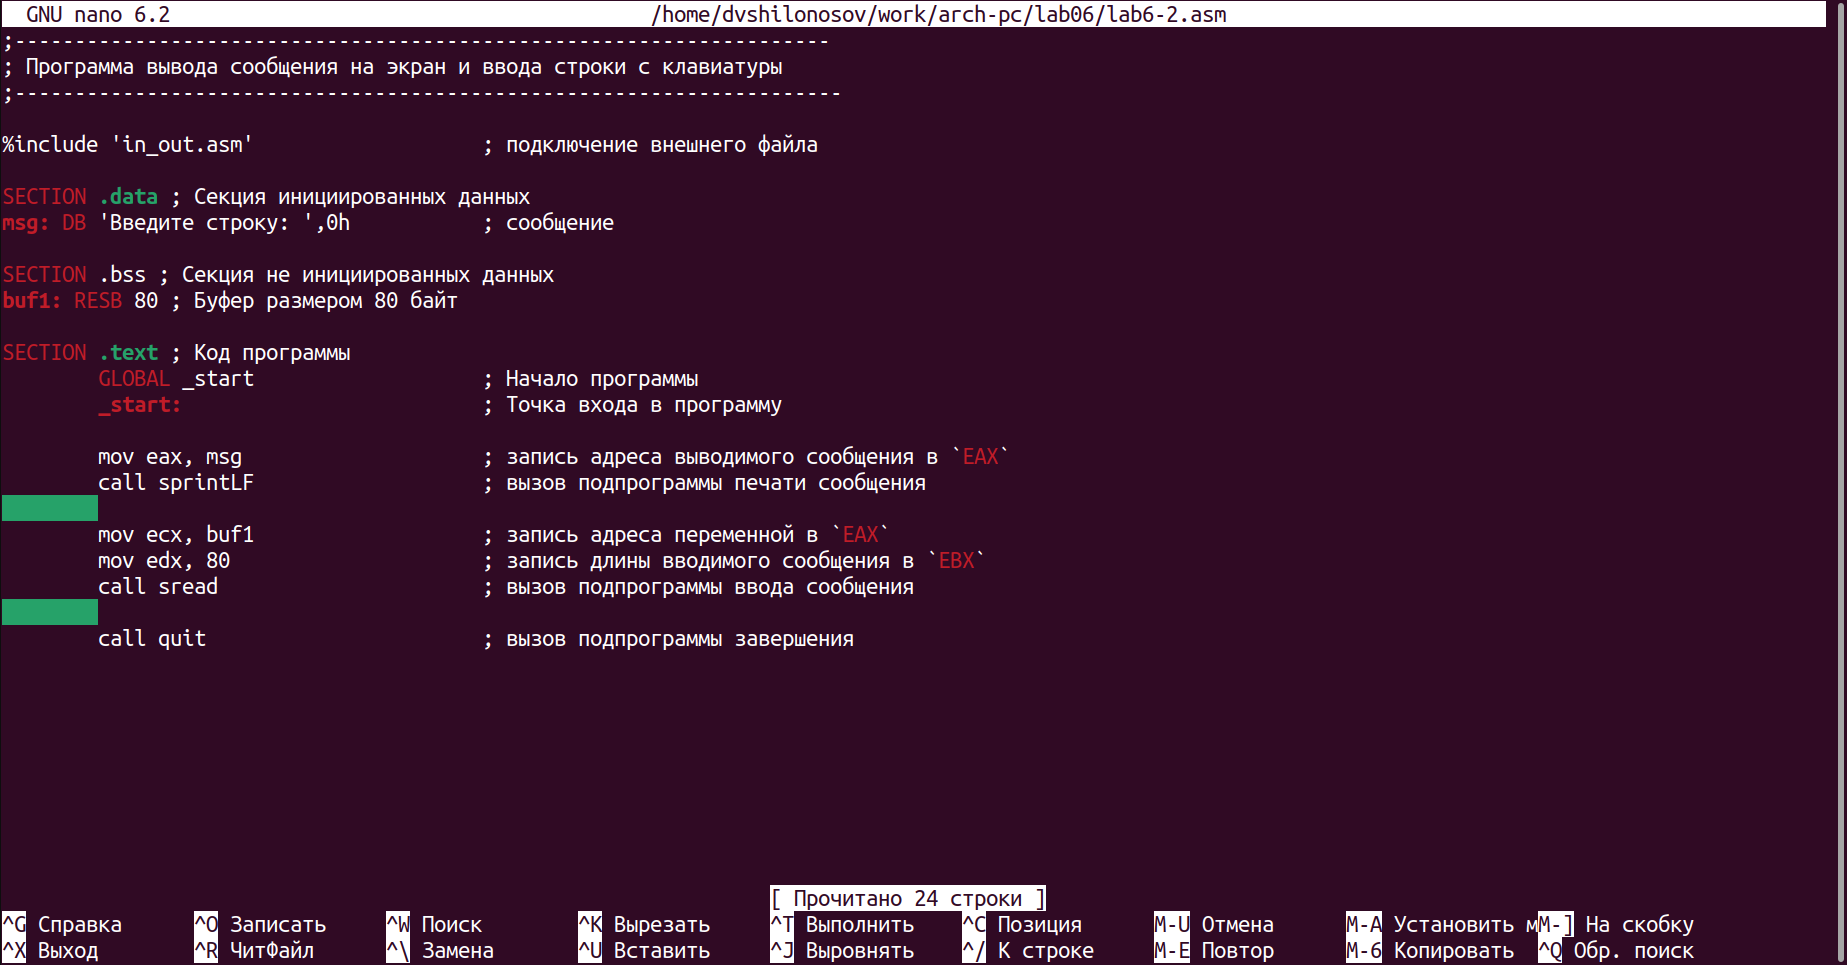 GNU nano 6.2 /home/dvshilonosov/work/arch-pc/lab06/lab6-2.asm
;--------------------------------------------------------------------
; Программа вывода сообщения на экран и ввода строки с клавиатуры
;---------------------------------------------------------------------
%include 'in_out.asm' ; подключение внешнего файла
SECTION .data ; Секция инициированных данных
msg: DB 'Введите строку: ',0h ; сообщение
SECTION .bss ; Секция не инициированных данных
buf1: RESB 80 ; Буфер размером 80 байт
SECTION .text ; Код программы
GLOBAL _start ; Начало программы
_start: ; Точка входа в программу
mov eax, msg ; запись адреса выводимого сообщения в `EAX`
call sprintLF ; вызов подпрограммы печати сообщения
mov ecx, buf1 ; запись адреса переменной в `EAX`
mov edx, 80 ; запись длины вводимого сообщения в `EBX`
call sread ; вызов подпрограммы ввода сообщения
call quit ; вызов подпрограммы завершения
[ Прочитано 24 строки ]
^G Справка ^O Записать ^W Поиск ^K Вырезать ^T Выполнить ^C Позиция M-U Отмена M-A Установить м M-] На скобку
^X Выход ^R ЧитФайл ^\ Замена ^U Вставить ^J Выровнять ^/ К строке M-E Повтор M-6 Копировать ^Q Обр. поиск